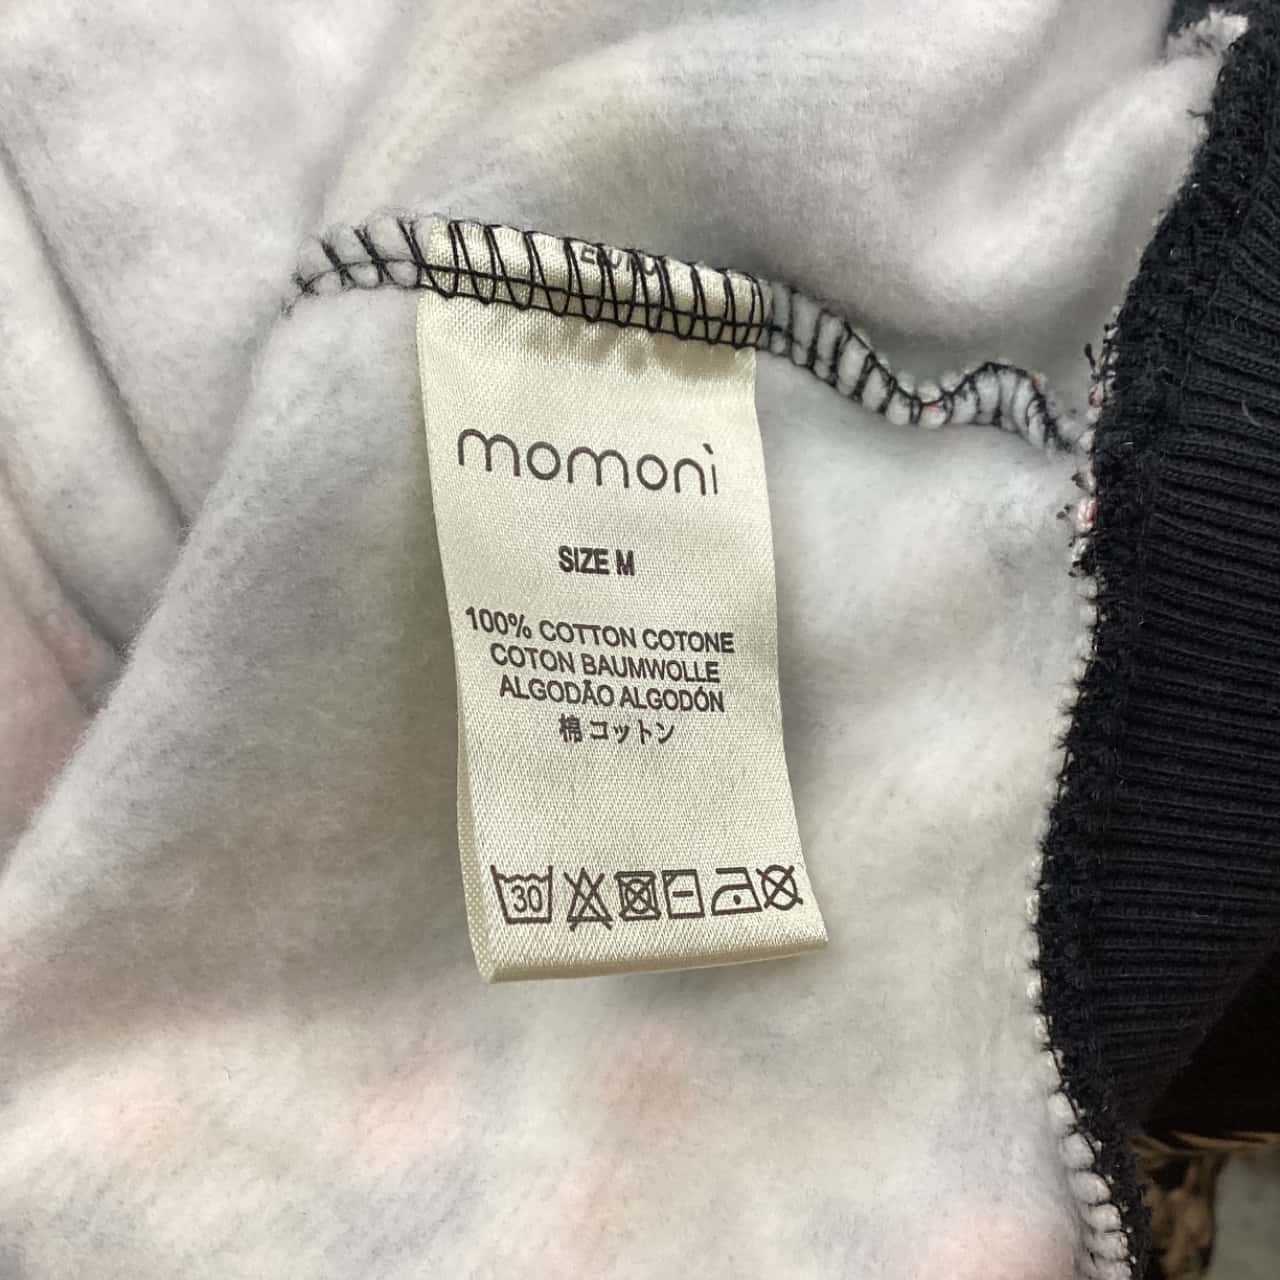 momonì
SIZE M
100% COTTON COTONE
COTON BAUMWOLLE
ALGODÃO ALGODÓN
棉 コットン
30